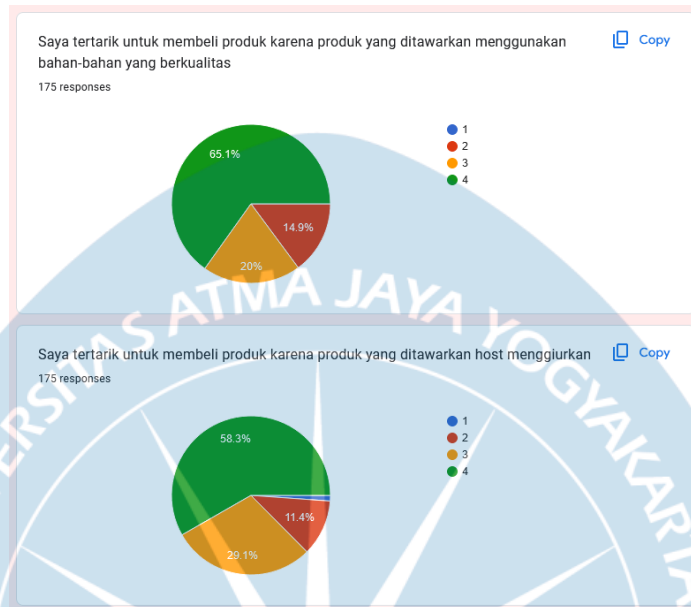 Saya tertarik untuk membeli produk karena produk yang ditawarkan menggunakan
bahan-bahan yang berkualitas
Copy
175 responses
65.1%
14.9%
20%
1
2
3
4
Saya tertarik untuk membeli produk karena produk yang ditawarkan host menggiurkan
Copy
175 responses
58.3%
11.4%
29.1%
1
2
3
4
ERSITAS ATMA JAYA YOGYAKARTA